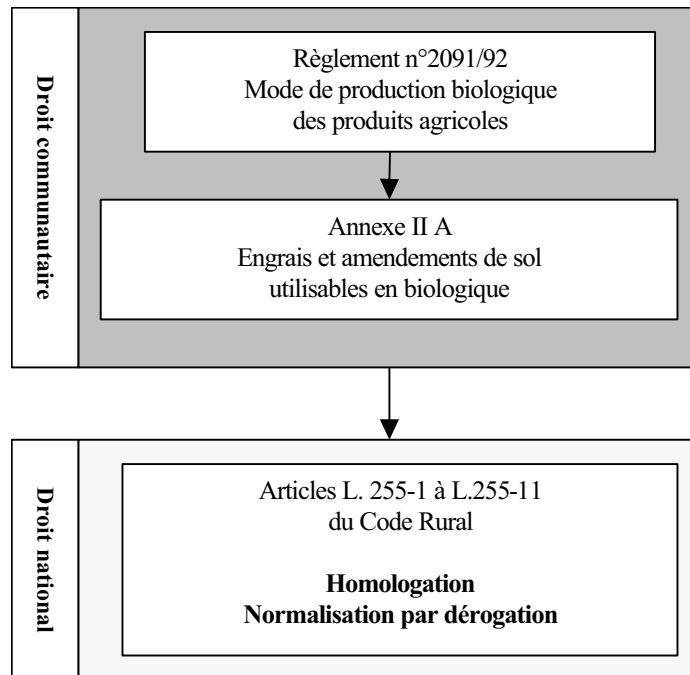 Droit communautaire
Règlement n°2091/92
Mode de production biologique
des produits agricoles
Annexe II A
Engrais et amendements de sol
utilisables en biologique
Droit national
Articles L. 255-1 à L.255-11
du Code Rural
Homologation
Normalisation par dérogation